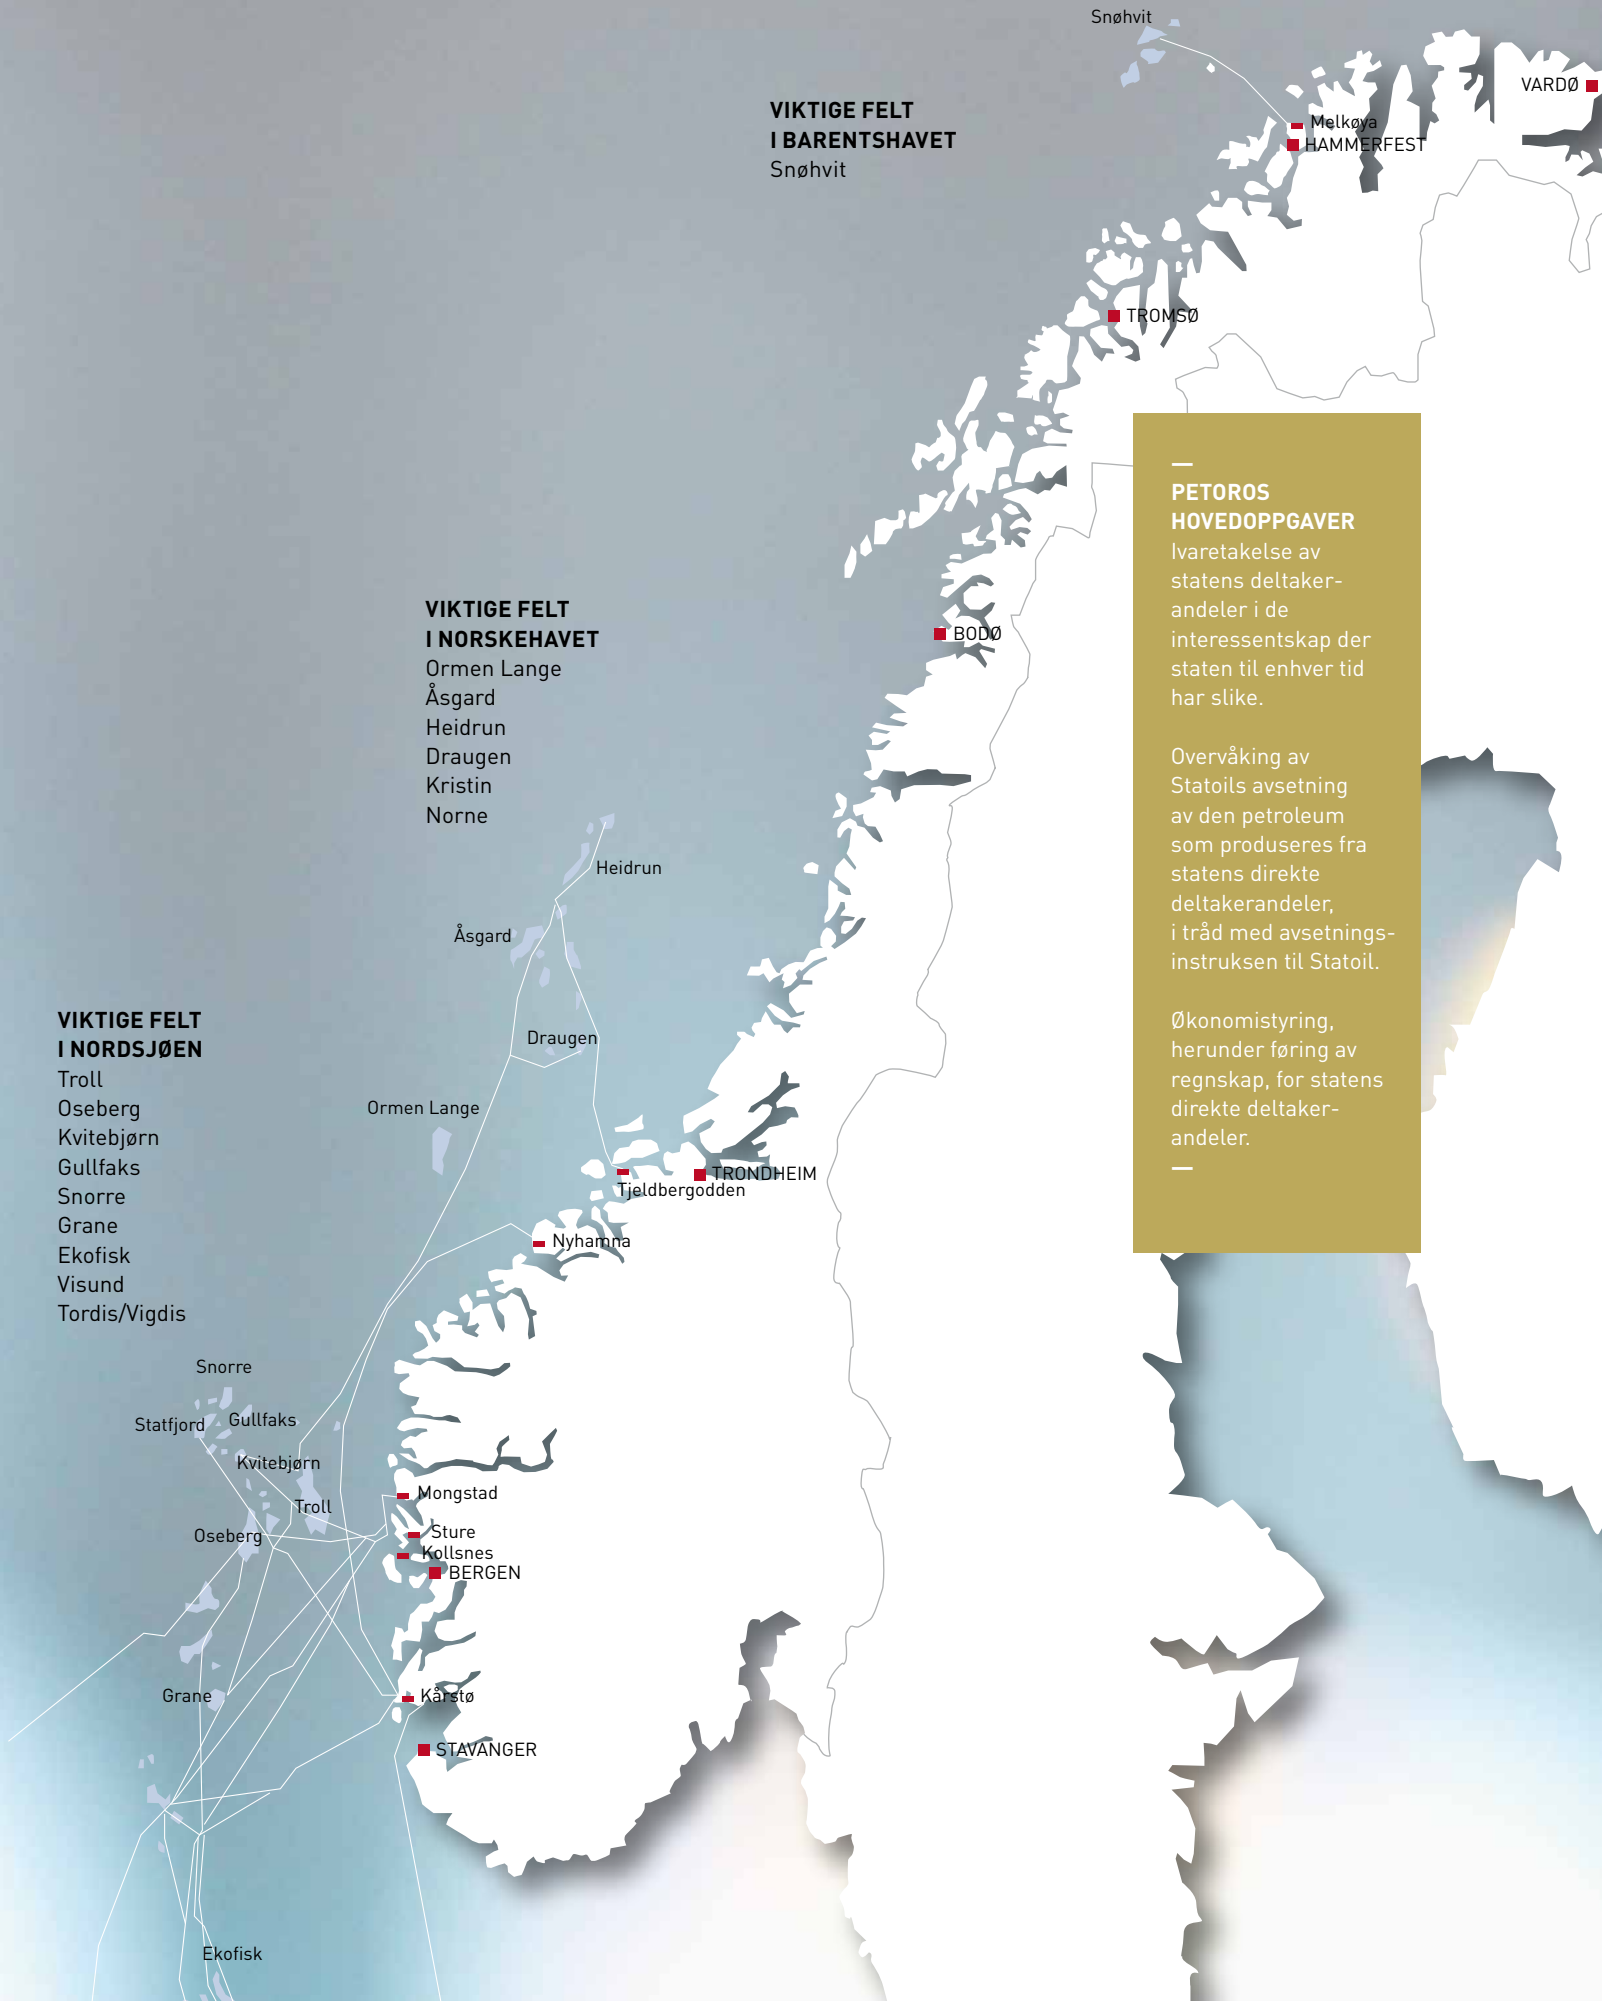 Snøhvit
VARDØ
VIKTIGE FELT
I BARENTSHAVET
Snøhvit
Melkøya
HAMMERFEST
TROMSØ
PETOROS
HOVEDOPPGAVER
Ivaretakelse av
statens deltaker-
andeler i de
interessentskap der
staten til enhver tid
har slike.
Overvåking av
Statoils avsetning
av den petroleum
som produseres fra
statens direkte
deltakerandeler,
i tråd med avsetnings-
instruksen til Statoil.
Økonomistyring,
herunder føring av
regnskap, for statens
direkte deltaker-
andeler.
VIKTIGE FELT
I NORSKEHAVET
Ormen Lange
Åsgard
Heidrun
Draugen
Kristin
Norne
BODØ
Heidrun
Åsgard
Draugen
Ormen Lange
VIKTIGE FELT
I NORDSJØEN
Troll
Oseberg
Kvitebjørn
Gullfaks
Snorre
Grane
Ekofisk
Visund
Tordis/Vigdis
TRONDHEIM
Tjeldbergodden
Nyhamna
Snorre
Statfjord
Gullfaks
Kvitebjørn
Troll
Oseberg
Mongstad
Sture
Kollsnes
BERGEN
Grane
Kårstø
STAVANGER
Ekofisk